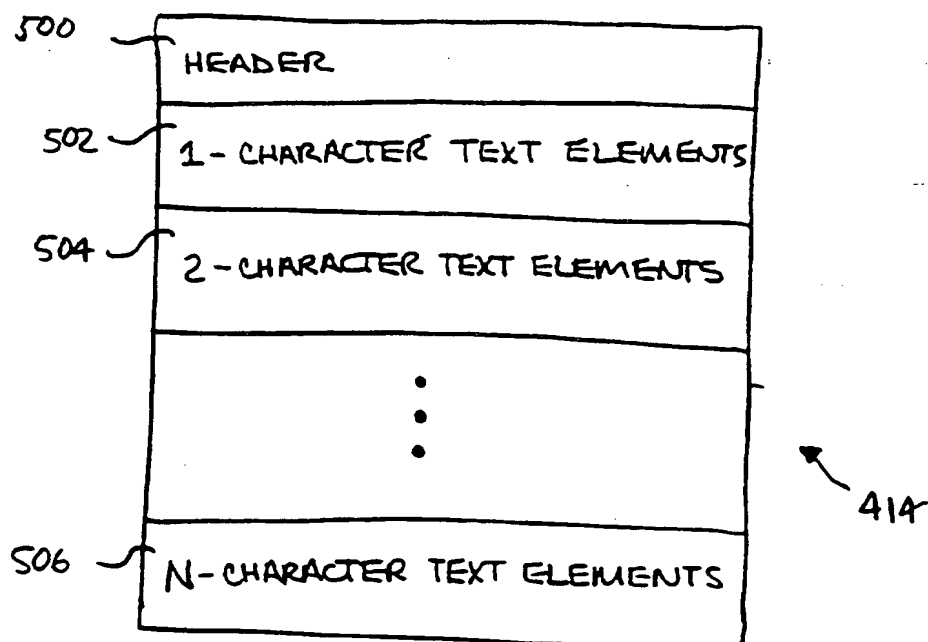 500
HEADER
502
1-CHARACTER TEXT ELEMENTS
504
2-CHARACTER TEXT ELEMENTS
414
506
N-CHARACTER TEXT ELEMENTS